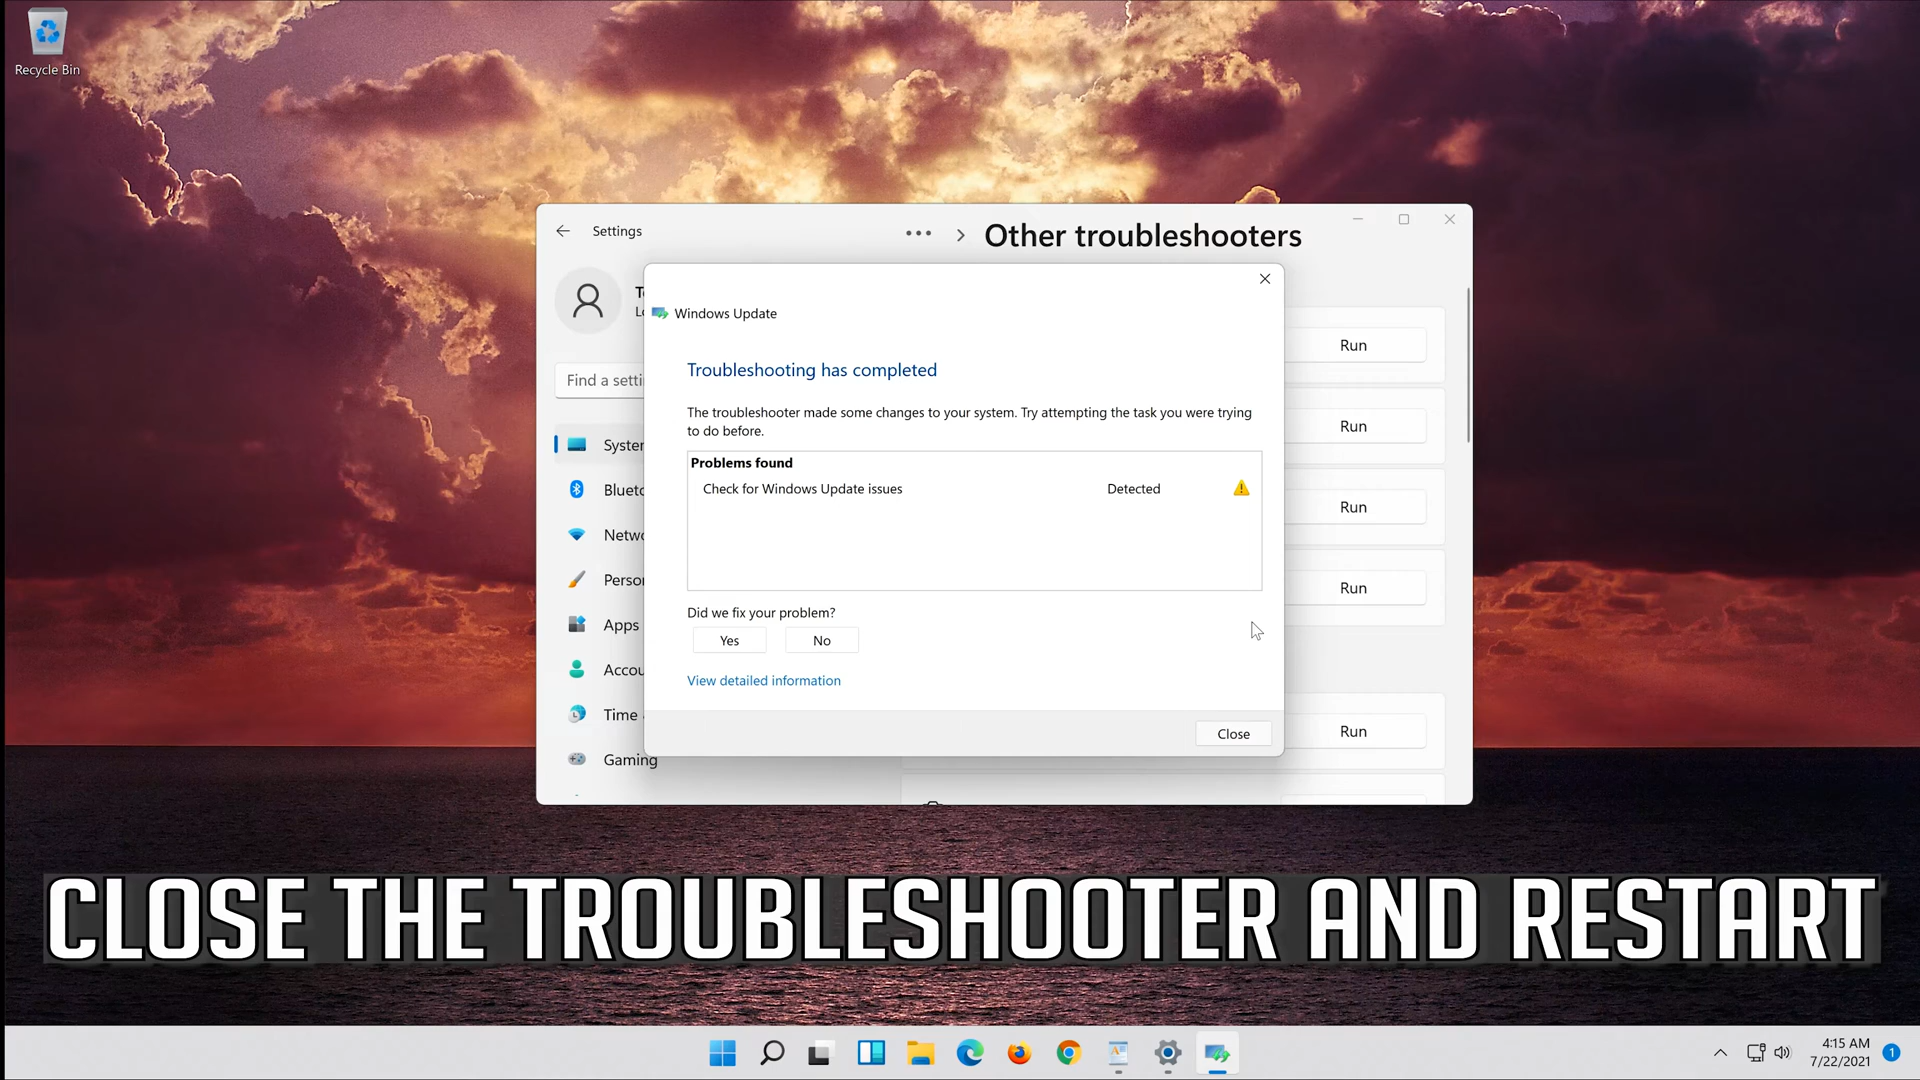 Recycle Bin
Settings
Other troubleshooters
Windows Update
Troubleshooting has completed
The troubleshooter made some changes to your system. Try attempting the task you were trying
to do before.
Problems found
Check for Windows Update issues Detected
Did we fix your problem?
Yes No
View detailed information
Close
Find a setti
System
Blueto
Netwo
Person
Apps
Accou
Time
Gaming
Run
Run
Run
Run
Run
CLOSE THE TROUBLESHOOTER AND RESTART
4:15 AM
7/22/2021
1